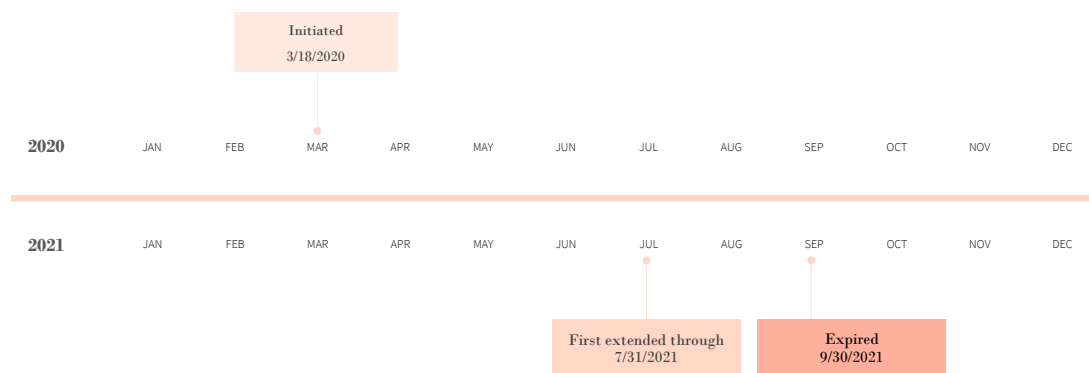 Initiated
3/18/2020
2020 JAN FEB MAR APR MAY JUN JUL AUG SEP OCT NOV DEC
2021 JAN FEB MAR APR MAY JUN JUL AUG SEP OCT NOV DEC
First extended through
7/31/2021
Expired
9/30/2021